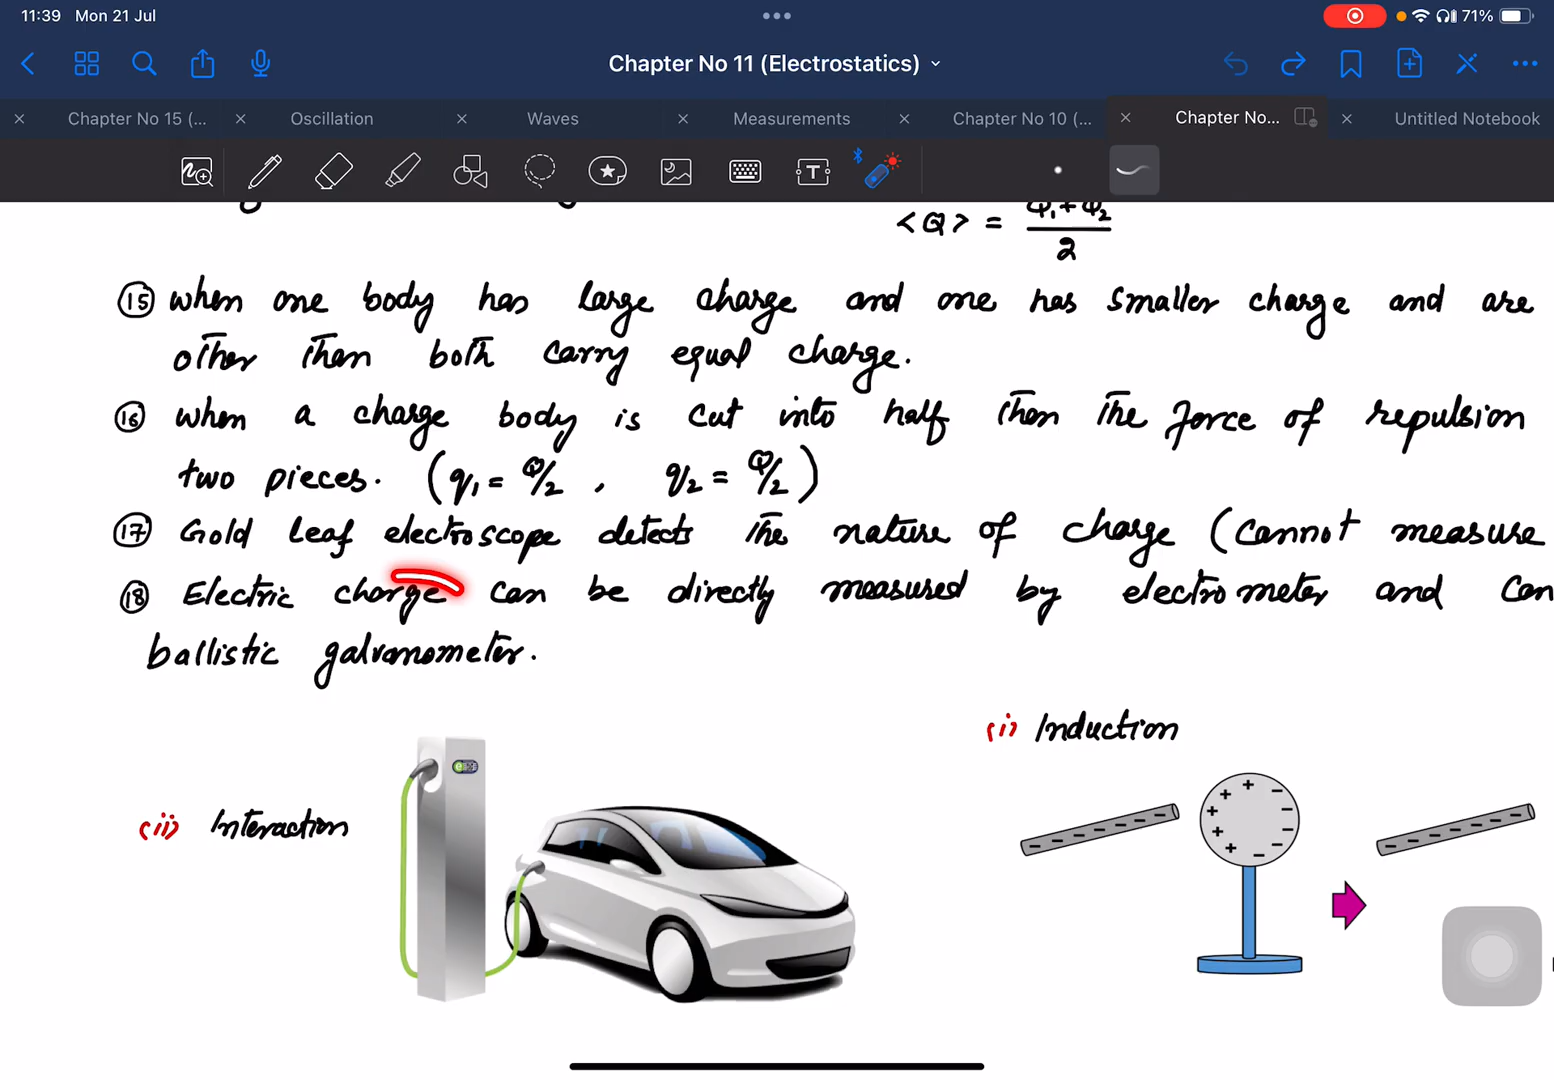 11:39 Mon 21 Jul
71%
Chapter No 11 (Electrostatics)
Chapter No 15 (...
Oscillation
Waves
Measurements
Chapter No 10 (...
Chapter No...
Untitled Notebook
T
<Q> = Q₁+Q₂/2
(15) when one body has large charge and one has smaller charge and are
other then both carry equal charge.
(16) when a charge body is cut into half then the force of repulsion
two pieces. (q₁ = Q/2 , q₂ = Q/2)
(17) Gold Leaf electroscope detects the nature of charge (cannot measure
(18) Electric charge can be directly measured by electrometer and can
ballistic galvanometer.
(i) Induction
(ii) Interaction